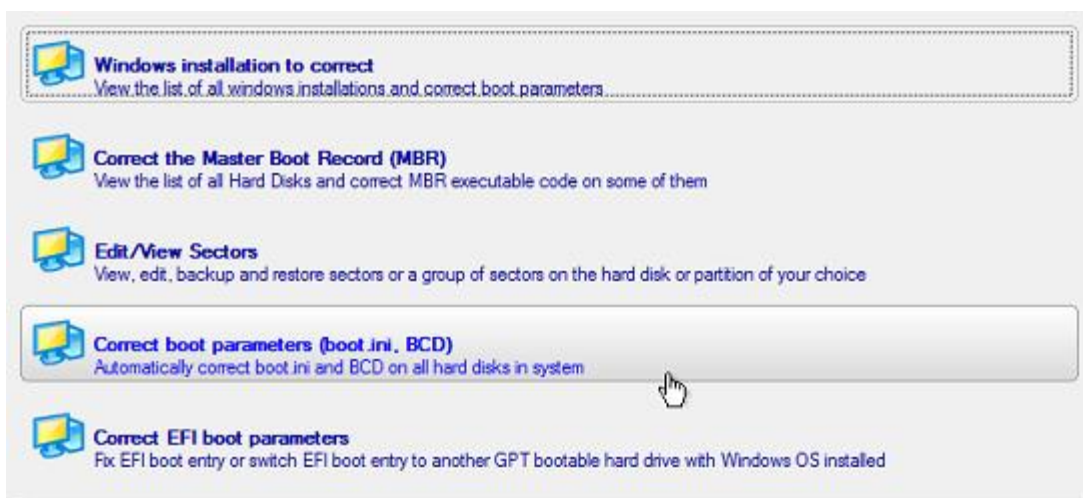 Windows installation to correct
View the list of all windows installations and correct boot parameters
Correct the Master Boot Record (MBR)
View the list of all Hard Disks and correct MBR executable code on some of them
Edit/View Sectors
View, edit, backup and restore sectors or a group of sectors on the hard disk or partition of your choice
Correct boot parameters (boot.ini, BCD)
Automatically correct boot.ini and BCD on all hard disks in system
Correct EFI boot parameters
Fix EFI boot entry or switch EFI boot entry to another GPT bootable hard drive with Windows OS installed